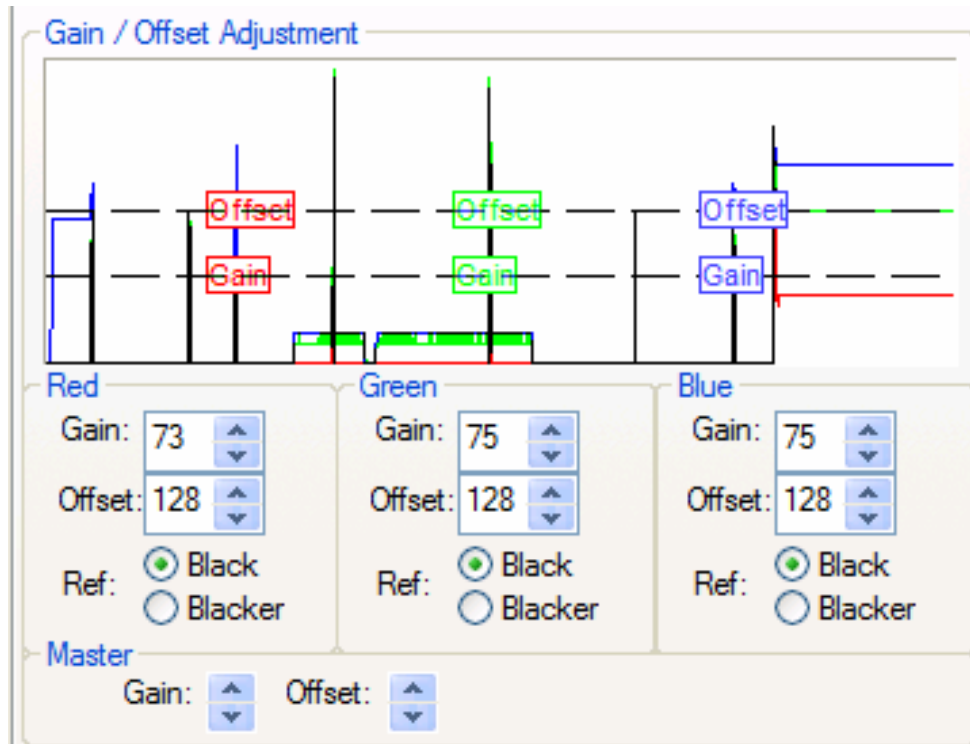 Gain / Offset Adjustment
Offset Offset Offset
Gain Gain Gain
Red Green Blue
Gain: 73 Gain: 75 Gain: 75
Offset: 128 Offset: 128 Offset: 128
Ref: Black Ref: Black Ref: Black
Blacker Blacker Blacker
Master
Gain: Offset: